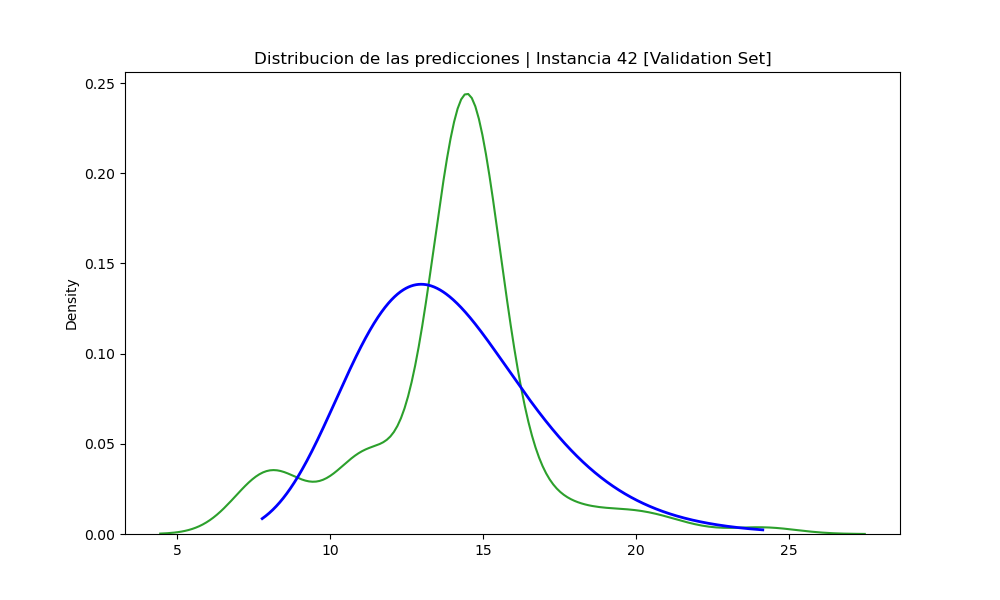 Distribucion de las predicciones | Instancia 42 [Validation Set]
0.25
0.20
0.15
0.10
0.05
0.00
Density
5 10 15 20 25